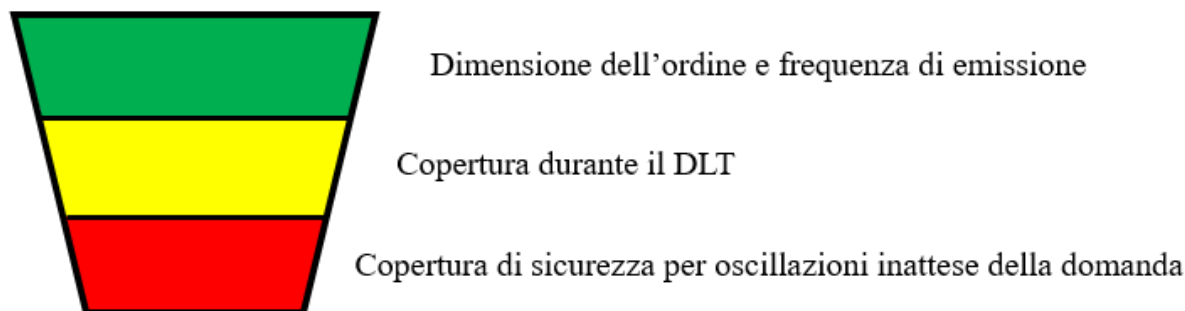 Dimensione dell’ordine e frequenza di emissione
Copertura durante il DLT
Copertura di sicurezza per oscillazioni inattese della domanda